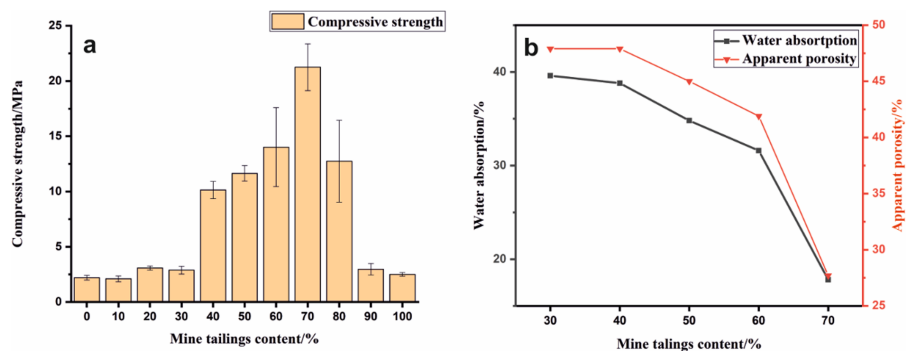 a
Compressive strength
Compressive strength/MPa
25
20
15
10
5
0
0 10 20 30 40 50 60 70 80 90 100
Mine tailings content/%
b
Water absortption
Apparent porosity
Water absorption/%
40
30
20
Apparent porosity/%
50
45
40
35
30
25
30 40 50 60 70
Mine talings content/%